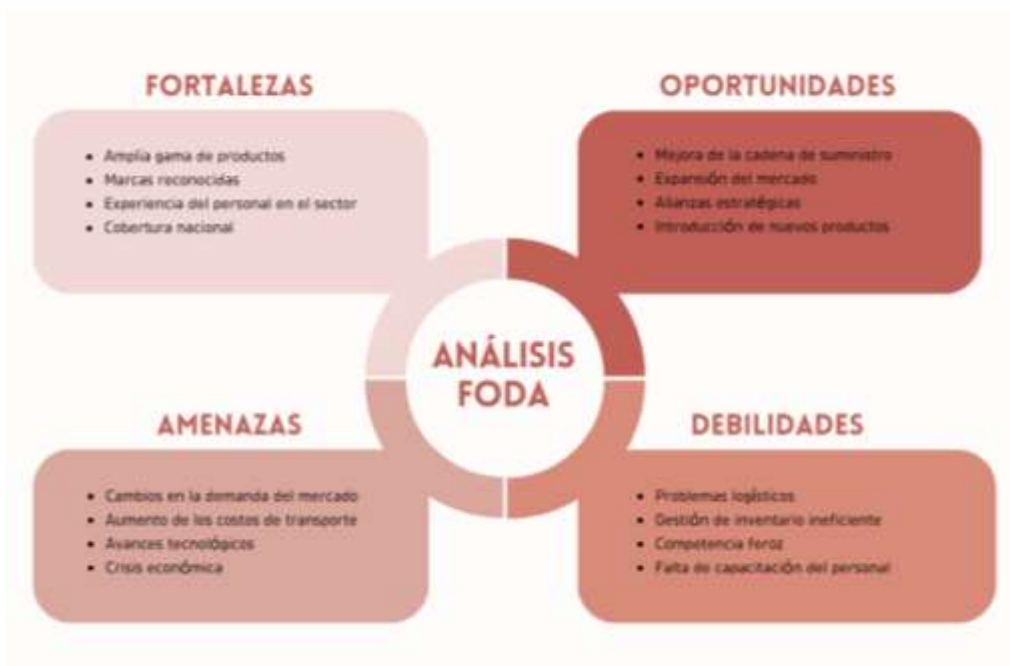 FORTALEZAS
• Amplia gama de productos
• Marcas reconocidas
• Experiencia del personal en el sector
• Cobertura nacional
OPORTUNIDADES
• Mejora de la cadena de suministro
• Expansión del mercado
• Alianzas estratégicas
• Introducción de nuevos productos
ANÁLISIS
FODA
AMENAZAS
• Cambios en la demanda del mercado
• Aumento de los costos de transporte
• Avances tecnológicos
• Crisis económica
DEBILIDADES
• Problemas logísticos
• Gestión de inventario ineficiente
• Competencia feroz
• Falta de capacitación del personal